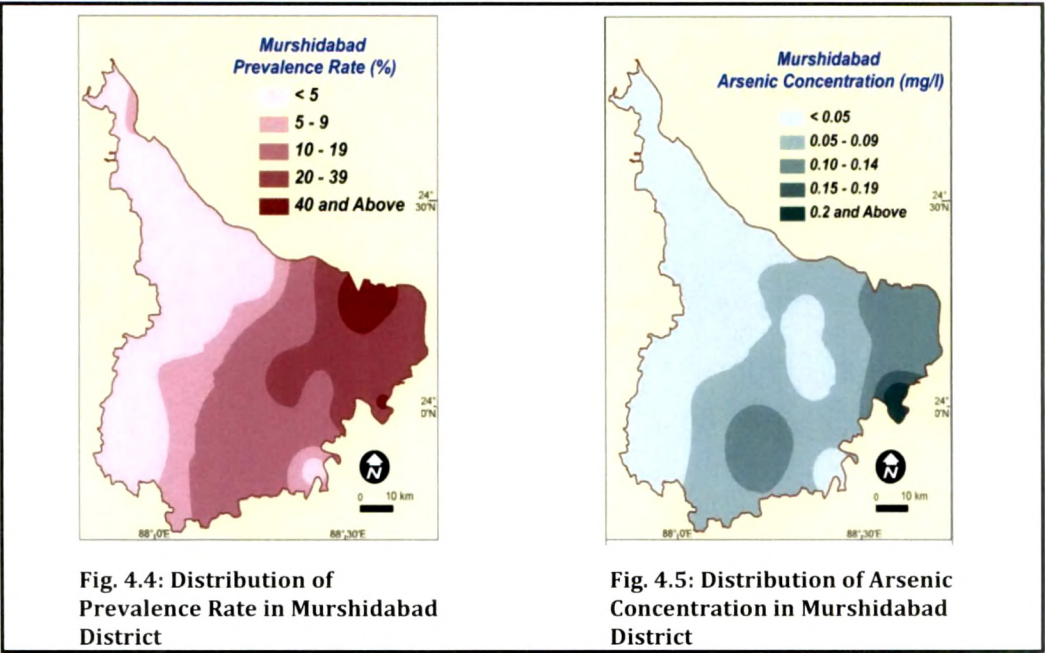 Murshidabad
Prevalence Rate (%)
< 5
5 - 9
10 - 19
20 - 39
40 and Above
24°
30'N
24°
0'N
N
0 10 km
88°0'E
88°30'E
Fig. 4.4: Distribution of
Prevalence Rate in Murshidabad
District
Murshidabad
Arsenic Concentration (mg/l)
< 0.05
0.05 - 0.09
0.10 - 0.14
0.15 - 0.19
0.2 and Above
24°
30'N
24°
0'N
N
0 10 km
88°0'E
88°30'E
Fig. 4.5: Distribution of Arsenic
Concentration in Murshidabad
District